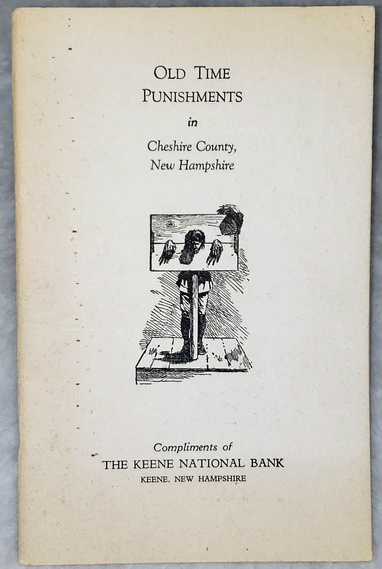 OLD TIME
PUNISHMENTS
in
Cheshire County,
New Hampshire
Compliments of
THE KEENE NATIONAL BANK
KEENE, NEW HAMPSHIRE